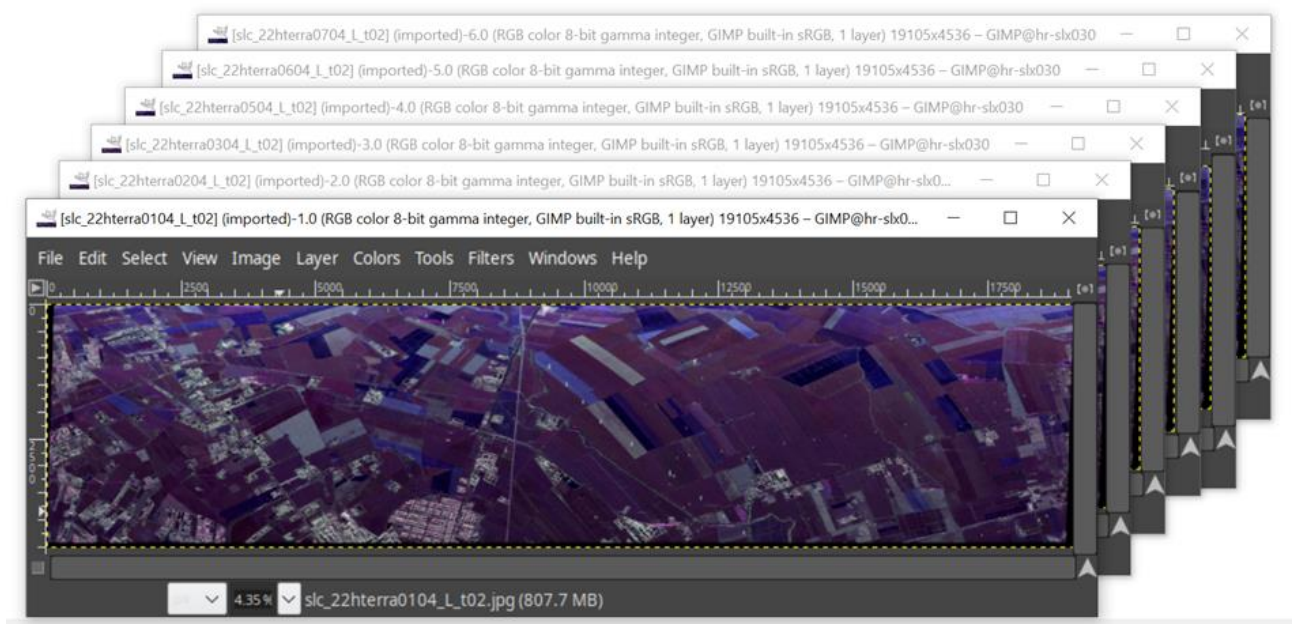 [slc_22hterra0704_L_t02] (imported)-6.0 (RGB color 8-bit gamma integer, GIMP built-in sRGB, 1 layer) 19105x4536 – GIMP@hr-slx030
[slc_22hterra0604_L_t02] (imported)-5.0 (RGB color 8-bit gamma integer, GIMP built-in sRGB, 1 layer) 19105x4536 – GIMP@hr-slx030
[slc_22hterra0504_L_t02] (imported)-4.0 (RGB color 8-bit gamma integer, GIMP built-in sRGB, 1 layer) 19105x4536 – GIMP@hr-slx030
[slc_22hterra0304_L_t02] (imported)-3.0 (RGB color 8-bit gamma integer, GIMP built-in sRGB, 1 layer) 19105x4536 – GIMP@hr-slx030
[slc_22hterra0204_L_t02] (imported)-2.0 (RGB color 8-bit gamma integer, GIMP built-in sRGB, 1 layer) 19105x4536 – GIMP@hr-slx0...
[slc_22hterra0104_L_t02] (imported)-1.0 (RGB color 8-bit gamma integer, GIMP built-in sRGB, 1 layer) 19105x4536 – GIMP@hr-slx0...
File Edit Select View Image Layer Colors Tools Filters Windows Help
0 2500 5000 7500 10000 12500 15000 17500
0
2500
4.35 % slc_22hterra0104_L_t02.jpg (807.7 MB)